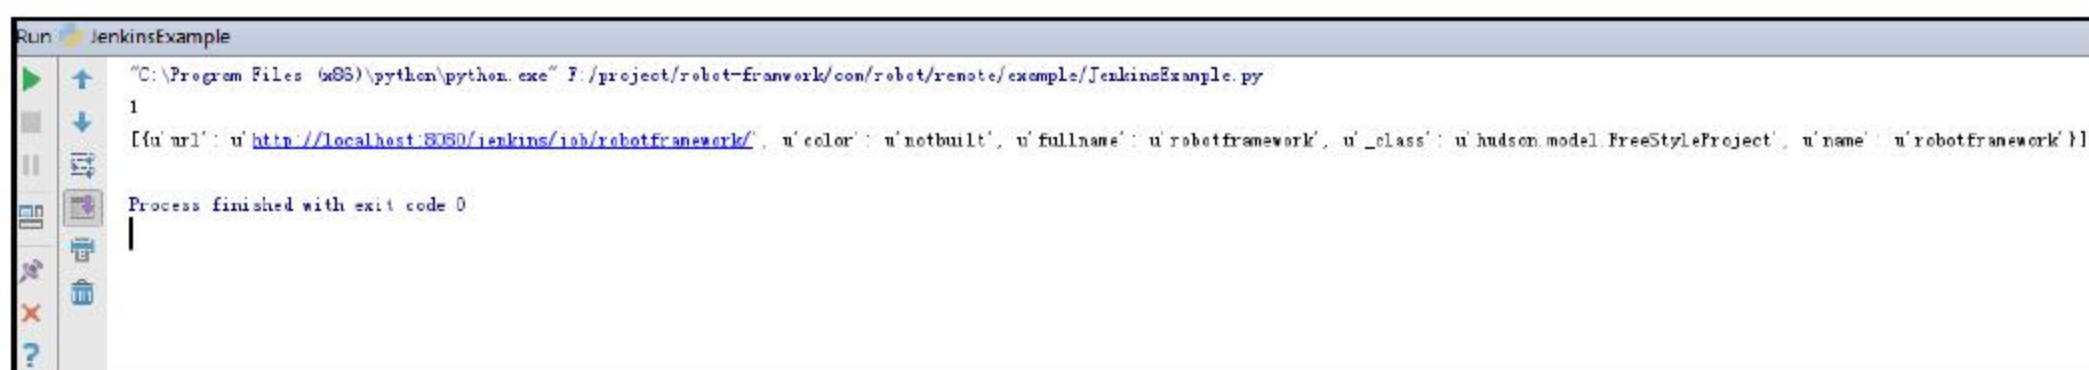 Run JenkinsExample
"C:\Program Files (x86)\python\python.exe" F:/project/robot-framwork/com/robot/remote/example/JenkinsExample.py
1
[{u'url': u'http://localhost:8080/jenkins/job/robotframework/', u'color': u'notbuilt', u'fullname': u'robotframework', u'_class': u'hudson.model.FreeStyleProject', u'name': u'robotframework'}]
Process finished with exit code 0